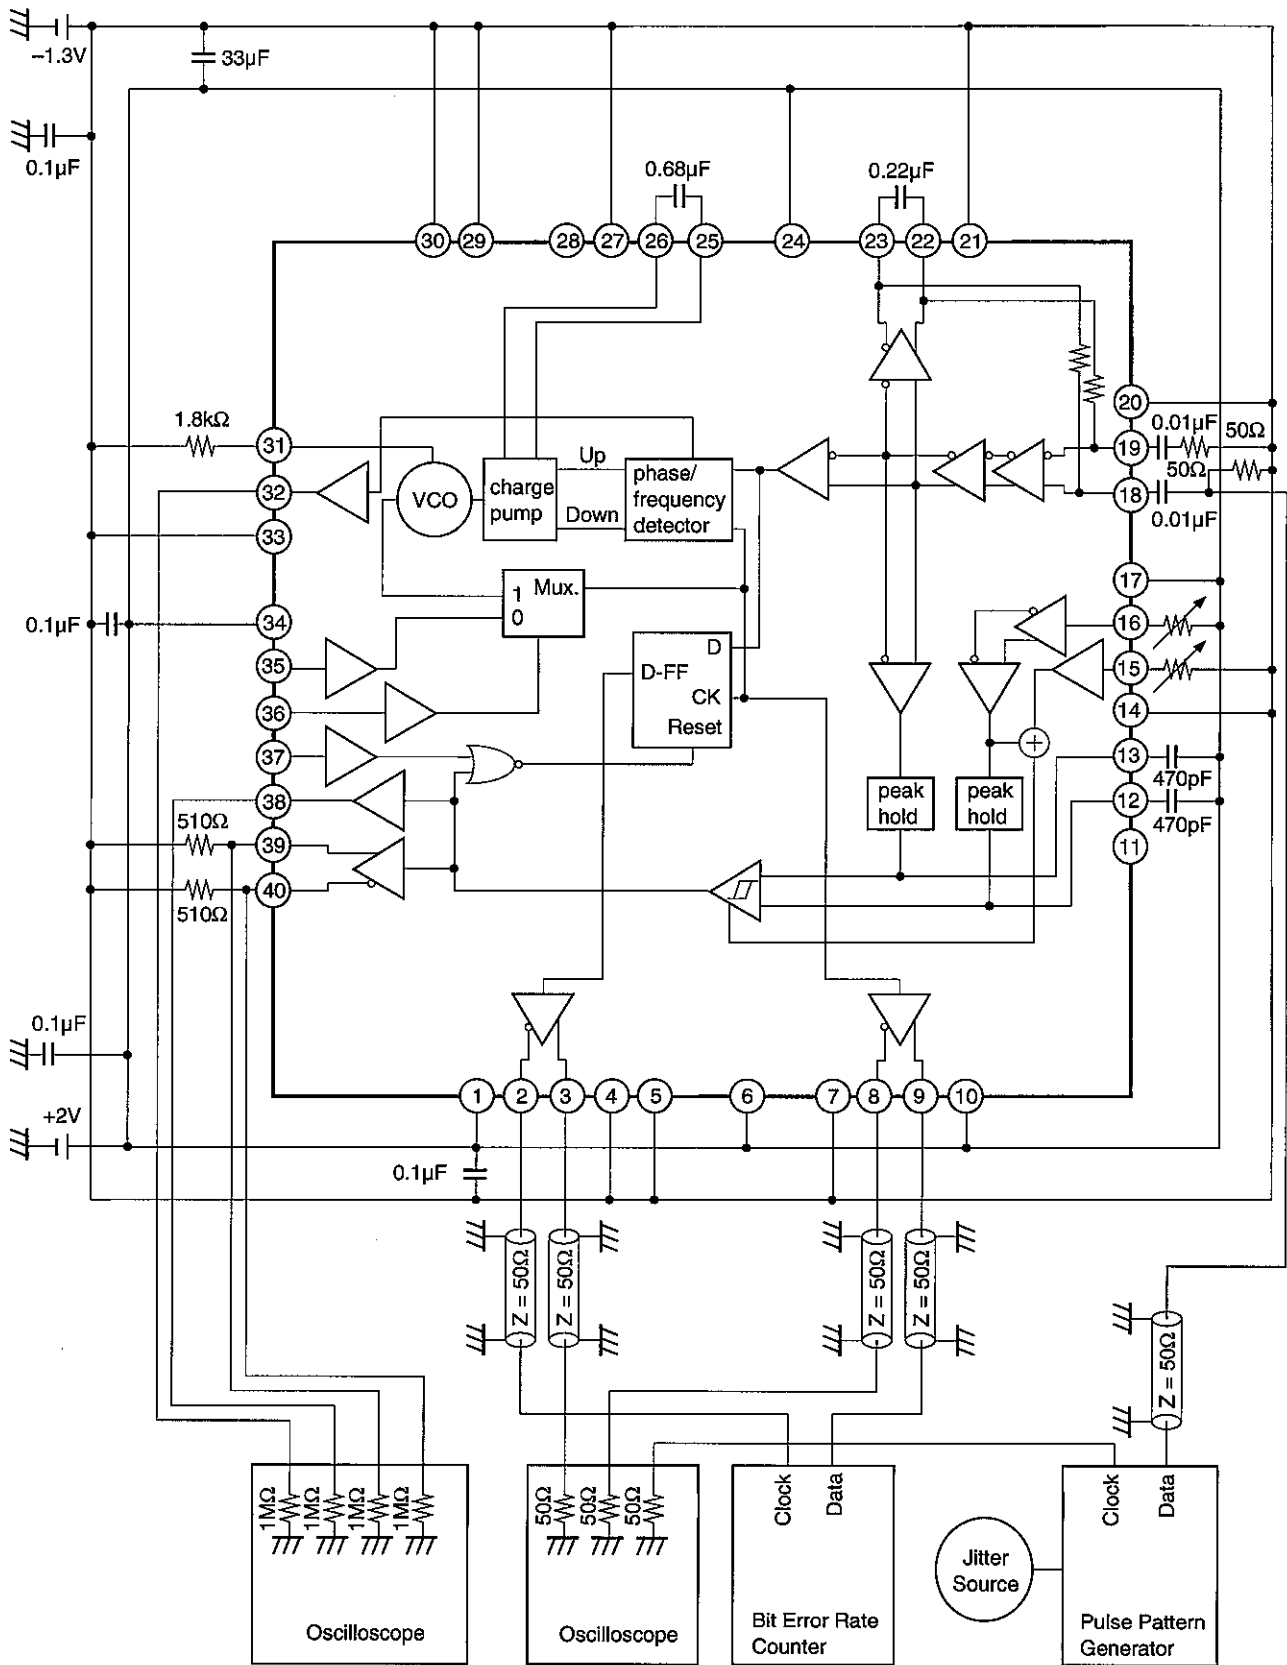 −1.3V
33µF
0.1µF
0.68µF
0.22µF
30
29
28
27
26
25
24
23
22
21
1.8kΩ
31
32
33
34
35
36
37
38
39
40
0.1µF
510Ω
510Ω
VCO
charge
pump
Up
Down
phase/
frequency
detector
1
0
Mux.
D
D-FF
CK
Reset
+
peak
hold
peak
hold
20
19
18
17
16
15
14
13
12
11
0.01µF
50Ω
50Ω
0.01µF
470pF
470pF
0.1µF
+2V
0.1µF
1
2
3
4
5
6
7
8
9
10
Z = 50Ω
Z = 50Ω
Z = 50Ω
Z = 50Ω
Z = 50Ω
1MΩ
1MΩ
1MΩ
1MΩ
Oscilloscope
50Ω
50Ω
50Ω
Oscilloscope
Clock
Data
Bit Error Rate
Counter
Jitter
Source
Clock
Data
Pulse Pattern
Generator